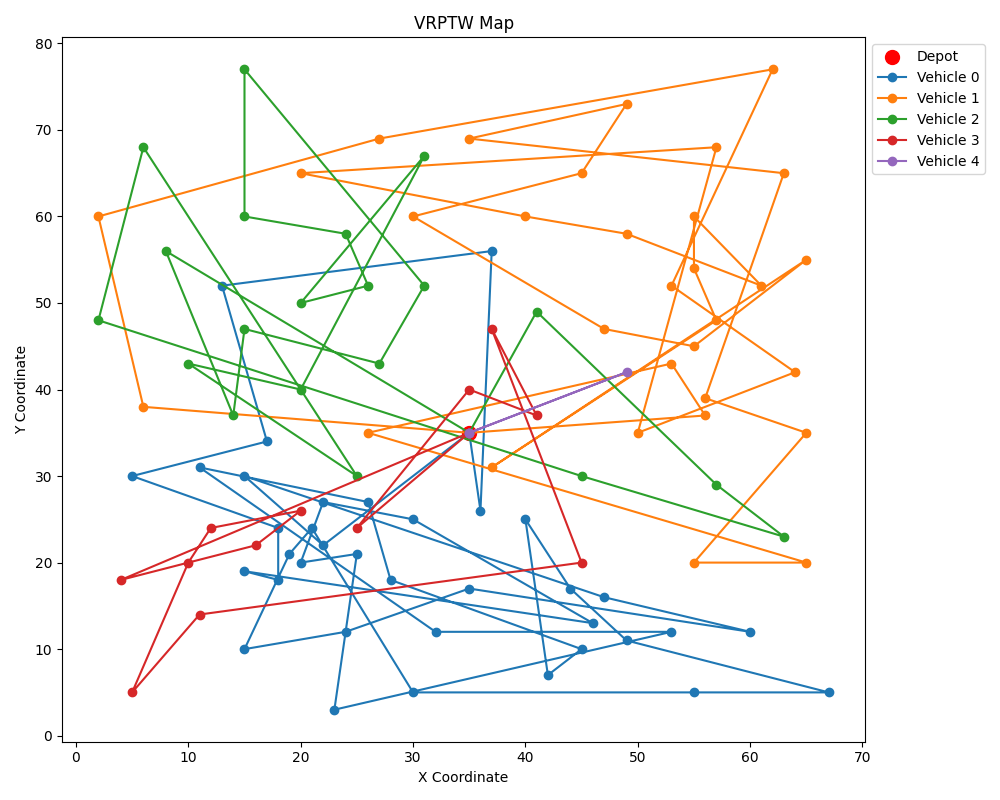 VRPTW Map
Depot
Vehicle 0
Vehicle 1
Vehicle 2
Vehicle 3
Vehicle 4
Y Coordinate
80
70
60
50
40
30
20
10
0
0 10 20 30 40 50 60 70
X Coordinate